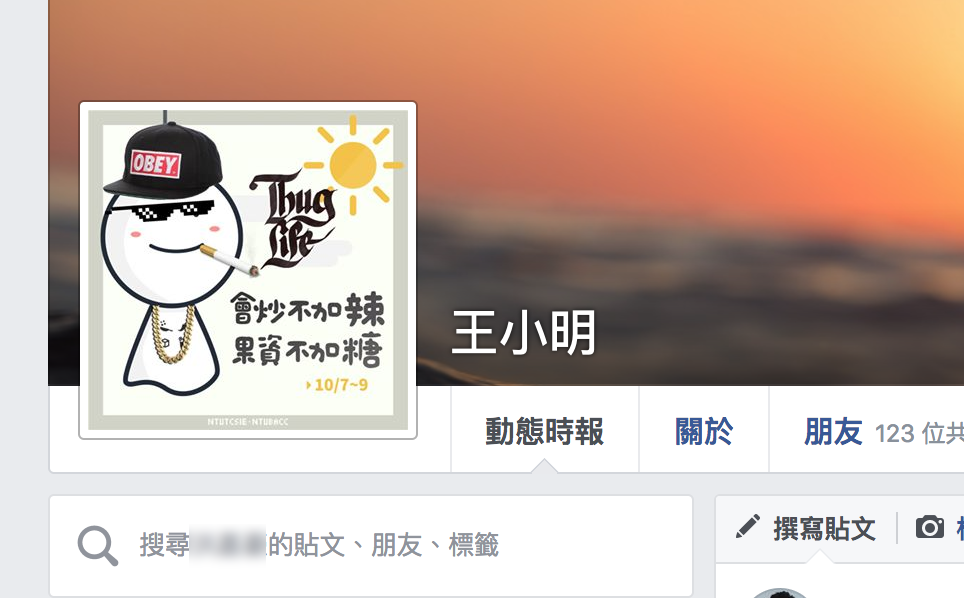 OBEY.
Thug
Life
會炒不加辣
果資不加糖
10/7~9
NTUTCSIE·NTUBACC
王小明
動態時報
關於
朋友 123 位共
搜尋 的貼文、朋友、標籤
撰寫貼文